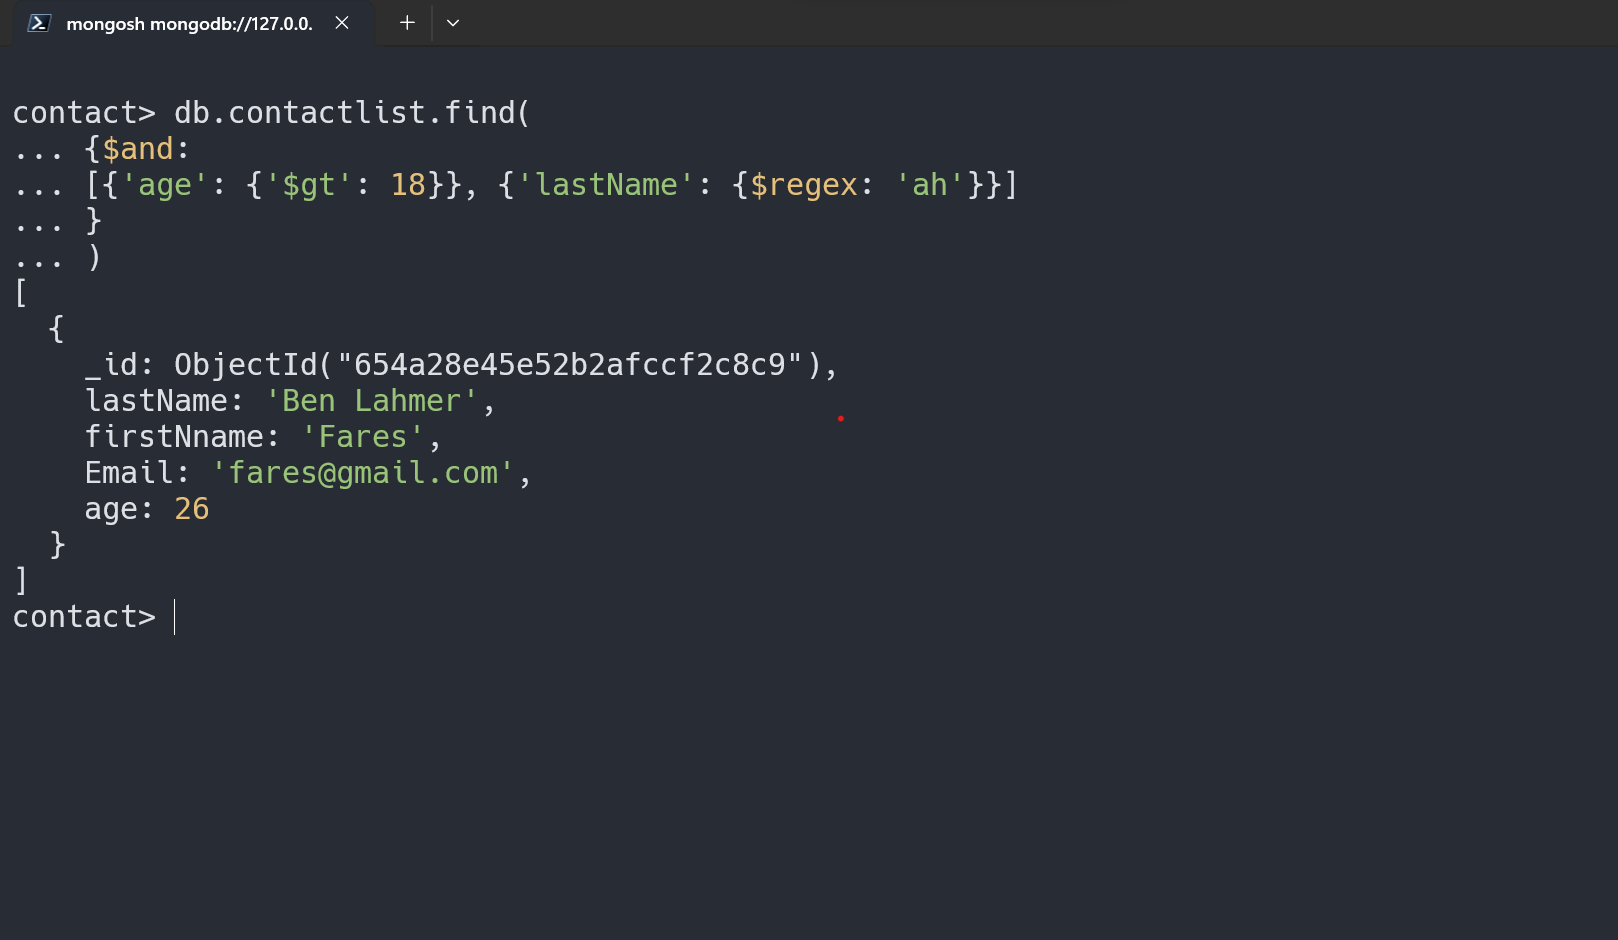 mongosh mongodb://127.0.0.
contact> db.contactlist.find(
... {$and:
... [{'age': {'$gt': 18}}, {'lastName': {$regex: 'ah'}}]
... }
... )
[
  {
    _id: ObjectId("654a28e45e52b2afccf2c8c9"),
    lastName: 'Ben Lahmer',
    firstNname: 'Fares',
    Email: 'fares@gmail.com',
    age: 26
  }
]
contact>